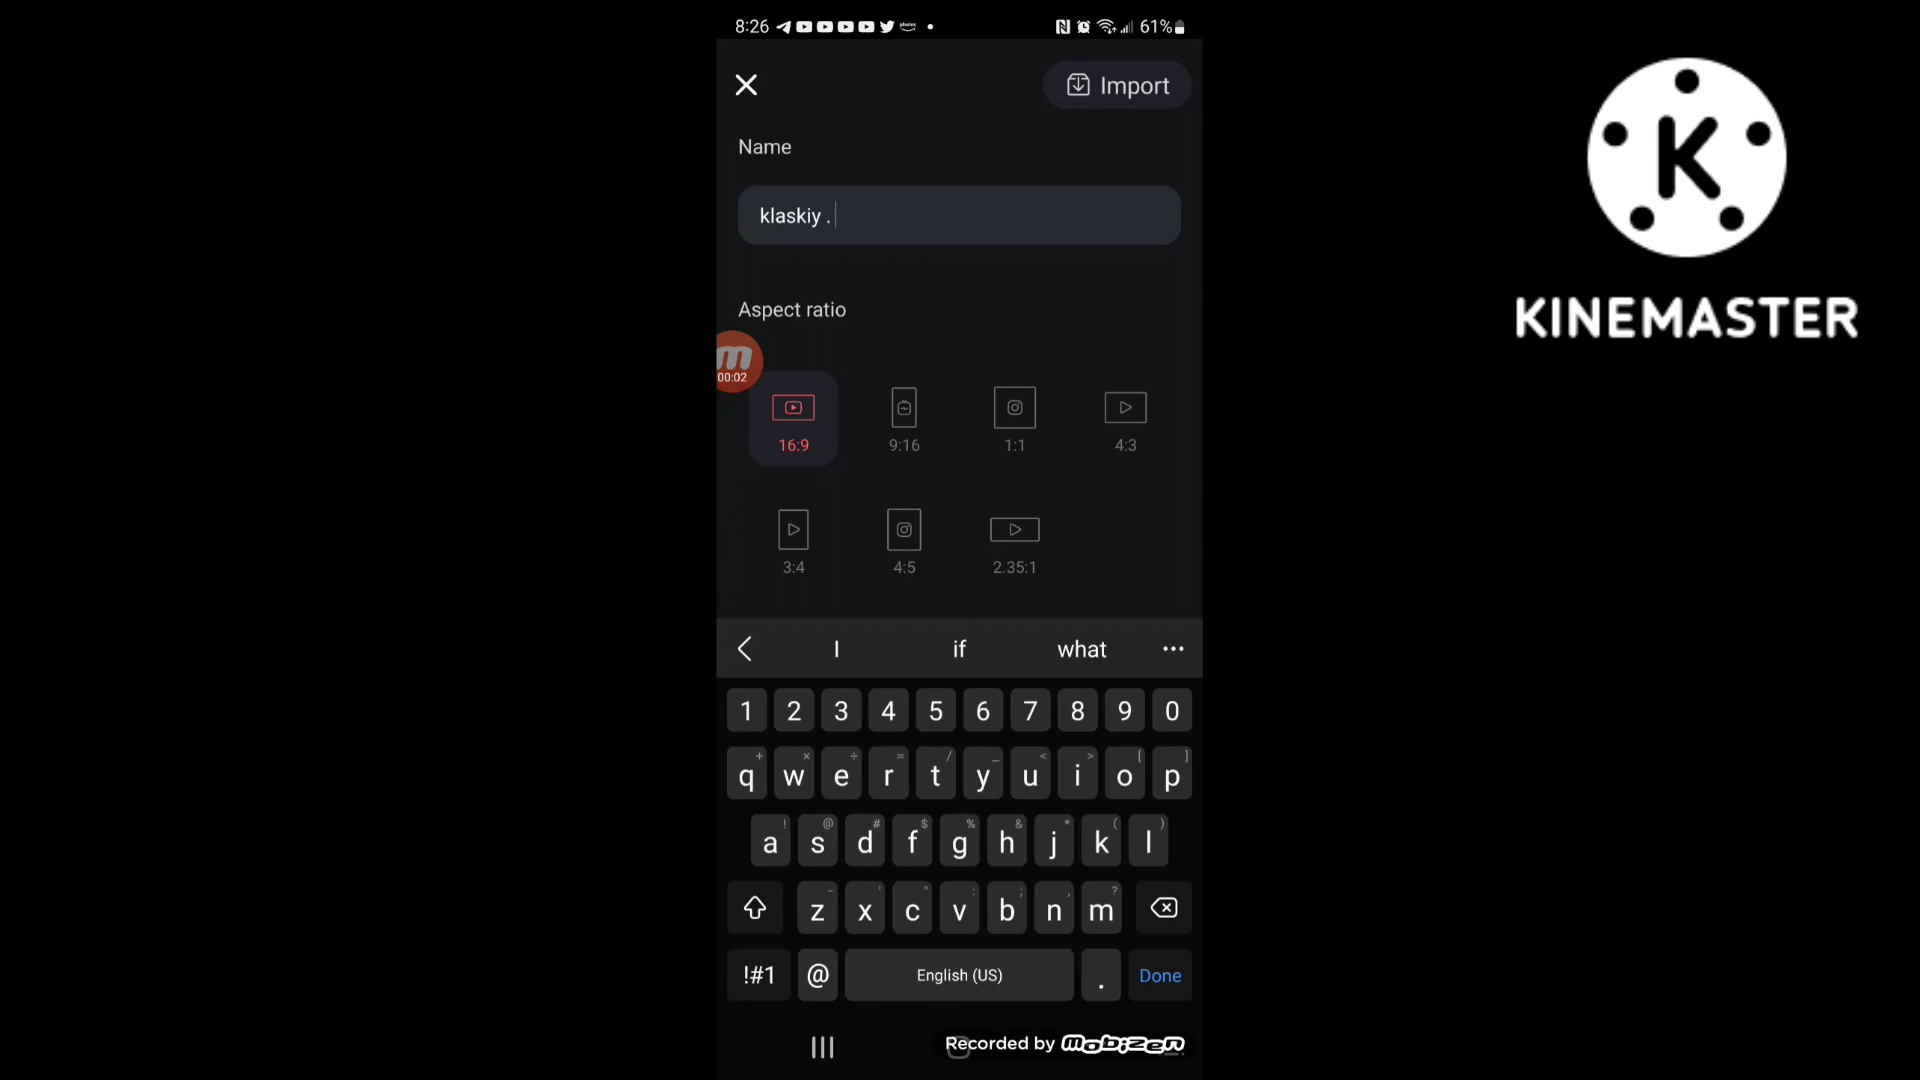 8:26 photos 61%
Import
K
KINEMASTER
Name
klaskiy .
Aspect ratio
m
00:02
16:9 9:16 1:1 4:3
3:4 4:5 2.35:1
I if what ...
1 2 3 4 5 6 7 8 9 0
+ × ÷ = / _ < > [ ]
q w e r t y u i o p
! @ # $ % & * ( )
a s d f g h j k l
- ' " : ; , ?
z x c v b n m
!#1 @ English (US) . Done
Recorded by mobizen